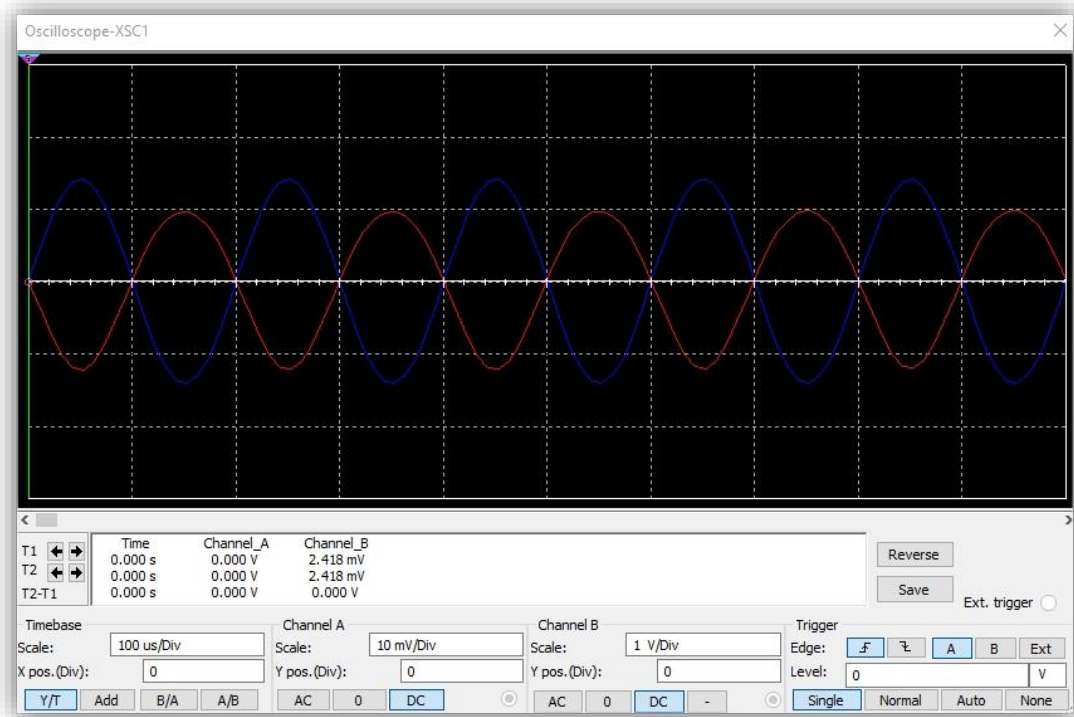 Oscilloscope-XSC1
Time Channel_A Channel_B
T1 0.000 s 0.000 V 2.418 mV
T2 0.000 s 0.000 V 2.418 mV
T2-T1 0.000 s 0.000 V 0.000 V
Reverse
Save
Ext. trigger
Timebase
Scale: 100 us/Div
X pos.(Div): 0
Y/T Add B/A A/B
Channel A
Scale: 10 mV/Div
Y pos.(Div): 0
AC 0 DC
Channel B
Scale: 1 V/Div
Y pos.(Div): 0
AC 0 DC -
Trigger
Edge: A B Ext
Level: 0 V
Single Normal Auto None